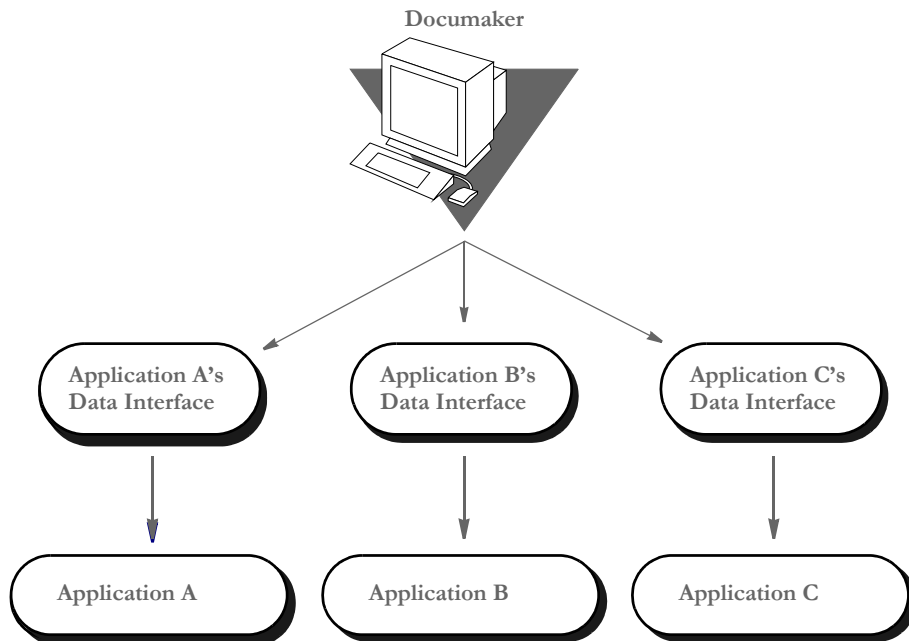 Documaker
Application A’s
Data Interface
Application B’s
Data Interface
Application C’s
Data Interface
Application A
Application B
Application C